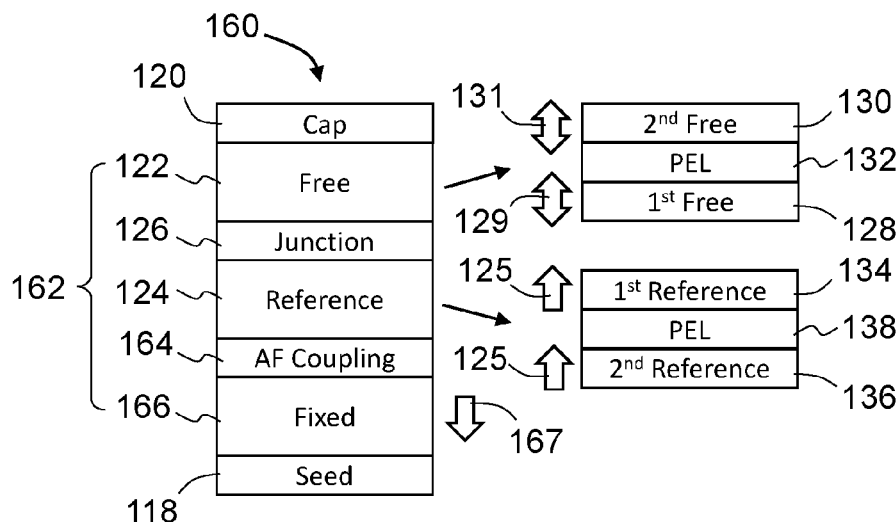 160
120
Cap
131
2nd Free
130
122
Free
PEL
132
129
1st Free
128
126
Junction
162
124
Reference
125
1st Reference
134
PEL
138
164
AF Coupling
125
2nd Reference
136
166
Fixed
167
118
Seed